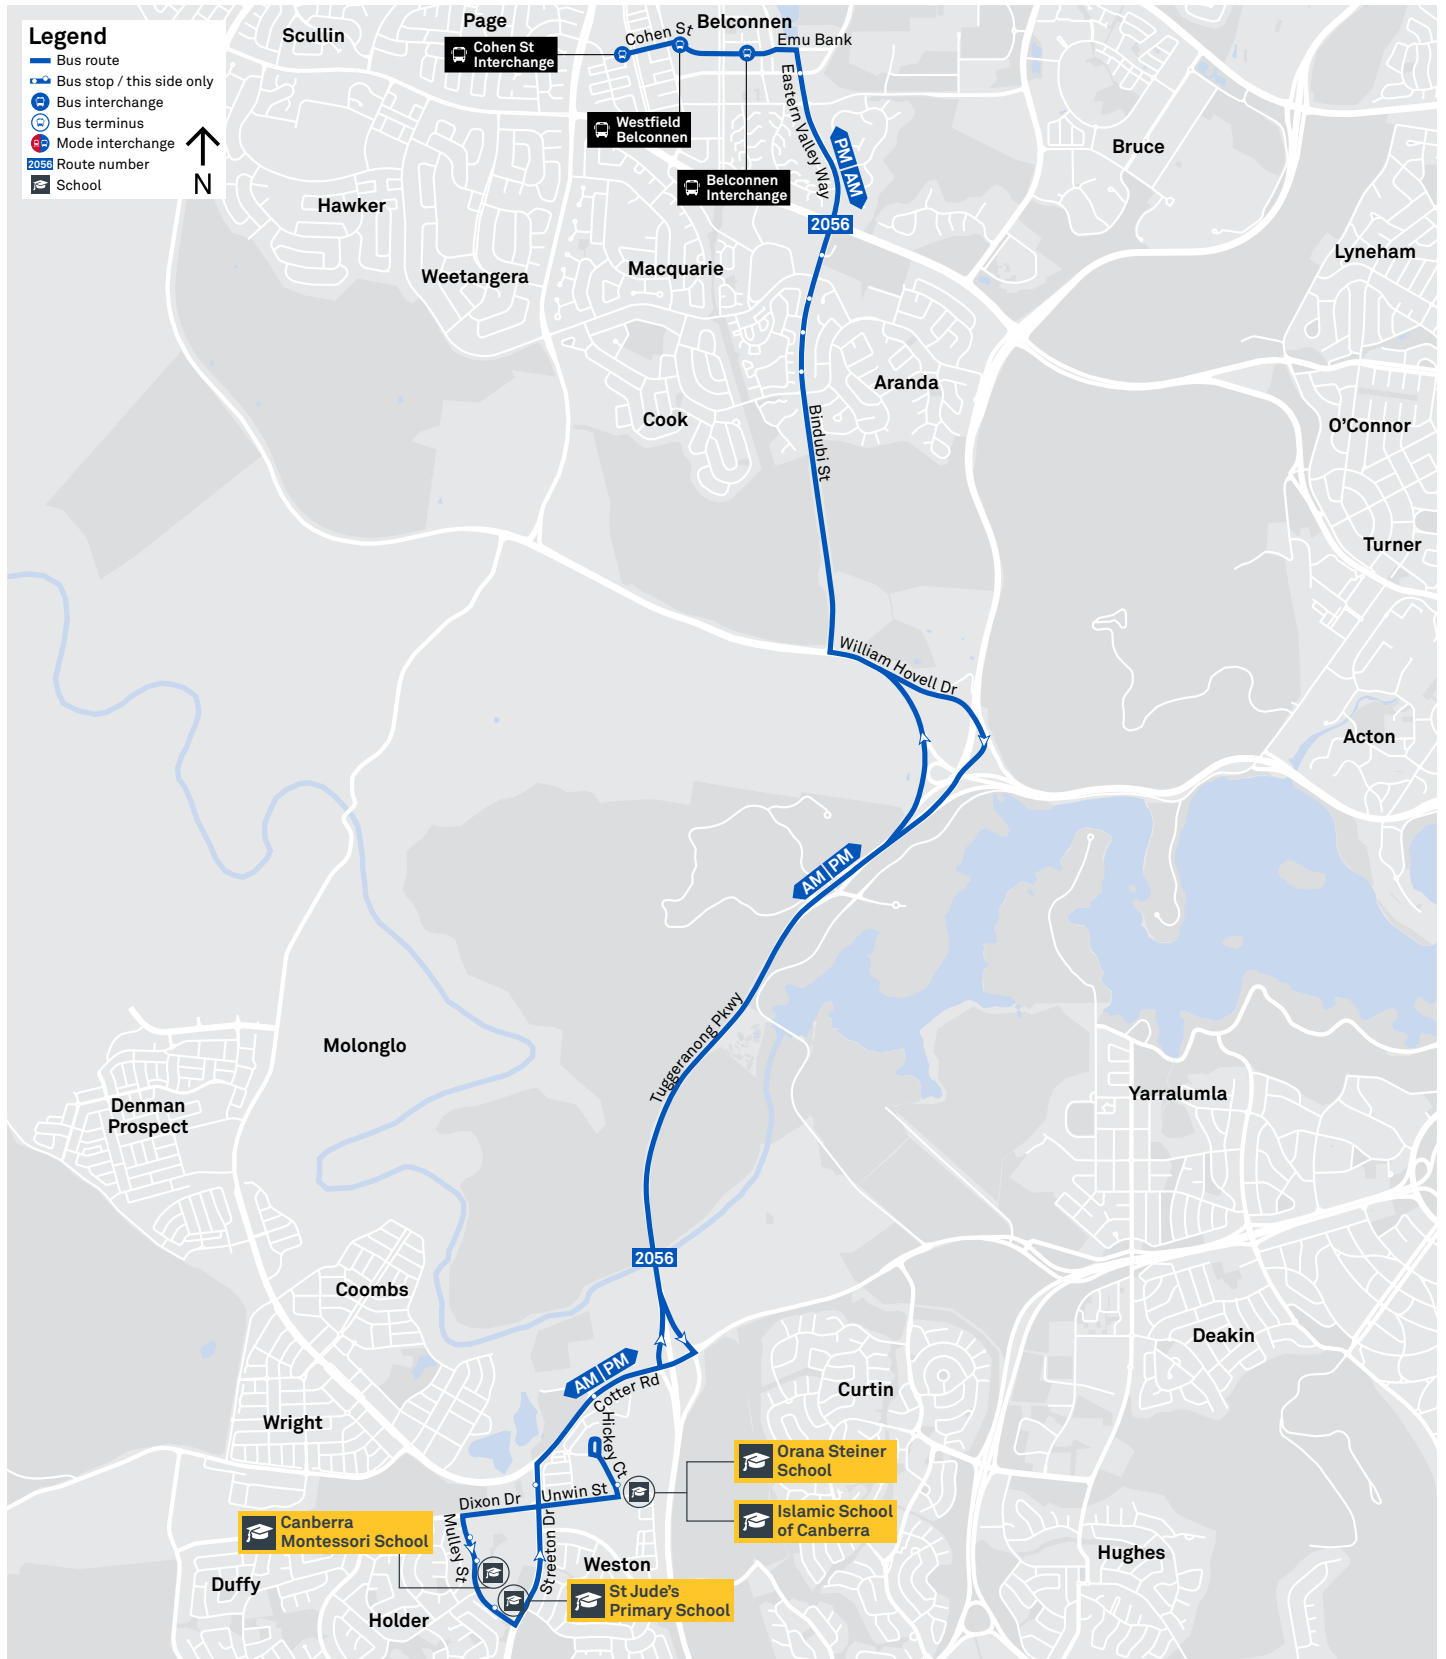 Legend
Bus route
Bus stop / this side only
Bus interchange
Bus terminus
Mode interchange
2056 Route number
School
N
Scullin
Page
Belconnen
Cohen St
Interchange
Cohen St
Emu Bank
Westfield
Belconnen
Belconnen
Interchange
Eastern Valley Way
PM AM
2056
Bruce
Hawker
Weetangera
Macquarie
Lyneham
Aranda
Cook
Bindubi St
O'Connor
Turner
William Hovell Dr
Acton
AM PM
Tuggeranong Pkwy
Molonglo
Denman
Prospect
Yarralumla
2056
Coombs
Deakin
AM PM
Cotter Rd
Curtin
Wright
Hickey Ct
Orana Steiner
School
Dixon Dr
Unwin St
Islamic School
of Canberra
Canberra
Montessori School
Mulley St
Streeton Dr
Weston
Hughes
Duffy
St Jude's
Primary School
Holder